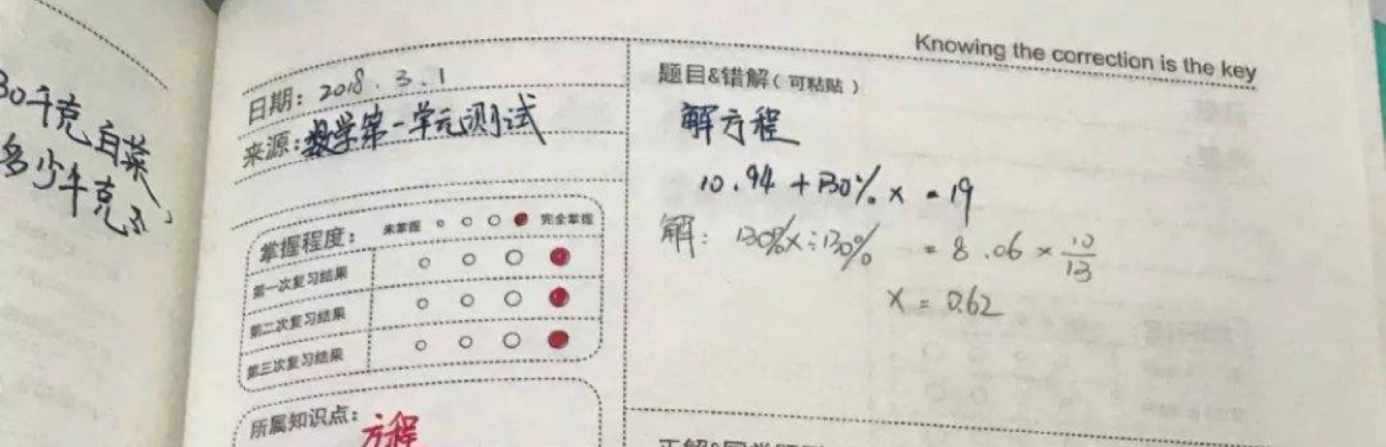 30千克白菜,
多少千克?
Knowing the correction is the key
日期: 2018.3.1
来源: 数学第一单元测试
掌握程度: 未掌握 完全掌握
第一次复习结果
第二次复习结果
第三次复习结果
所属知识点: 方程
题目&错解(可粘贴)
解方程
10.94 + 130% x = 19
解: 130%x÷130% = 8.06 × 10/13
x = 0.62